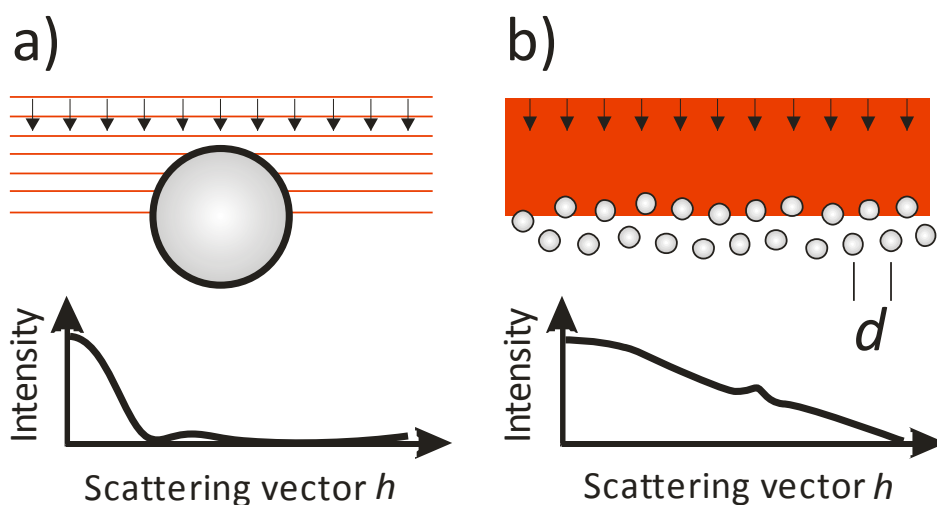 a)
b)
d
Intensity
Scattering vector h
Intensity
Scattering vector h